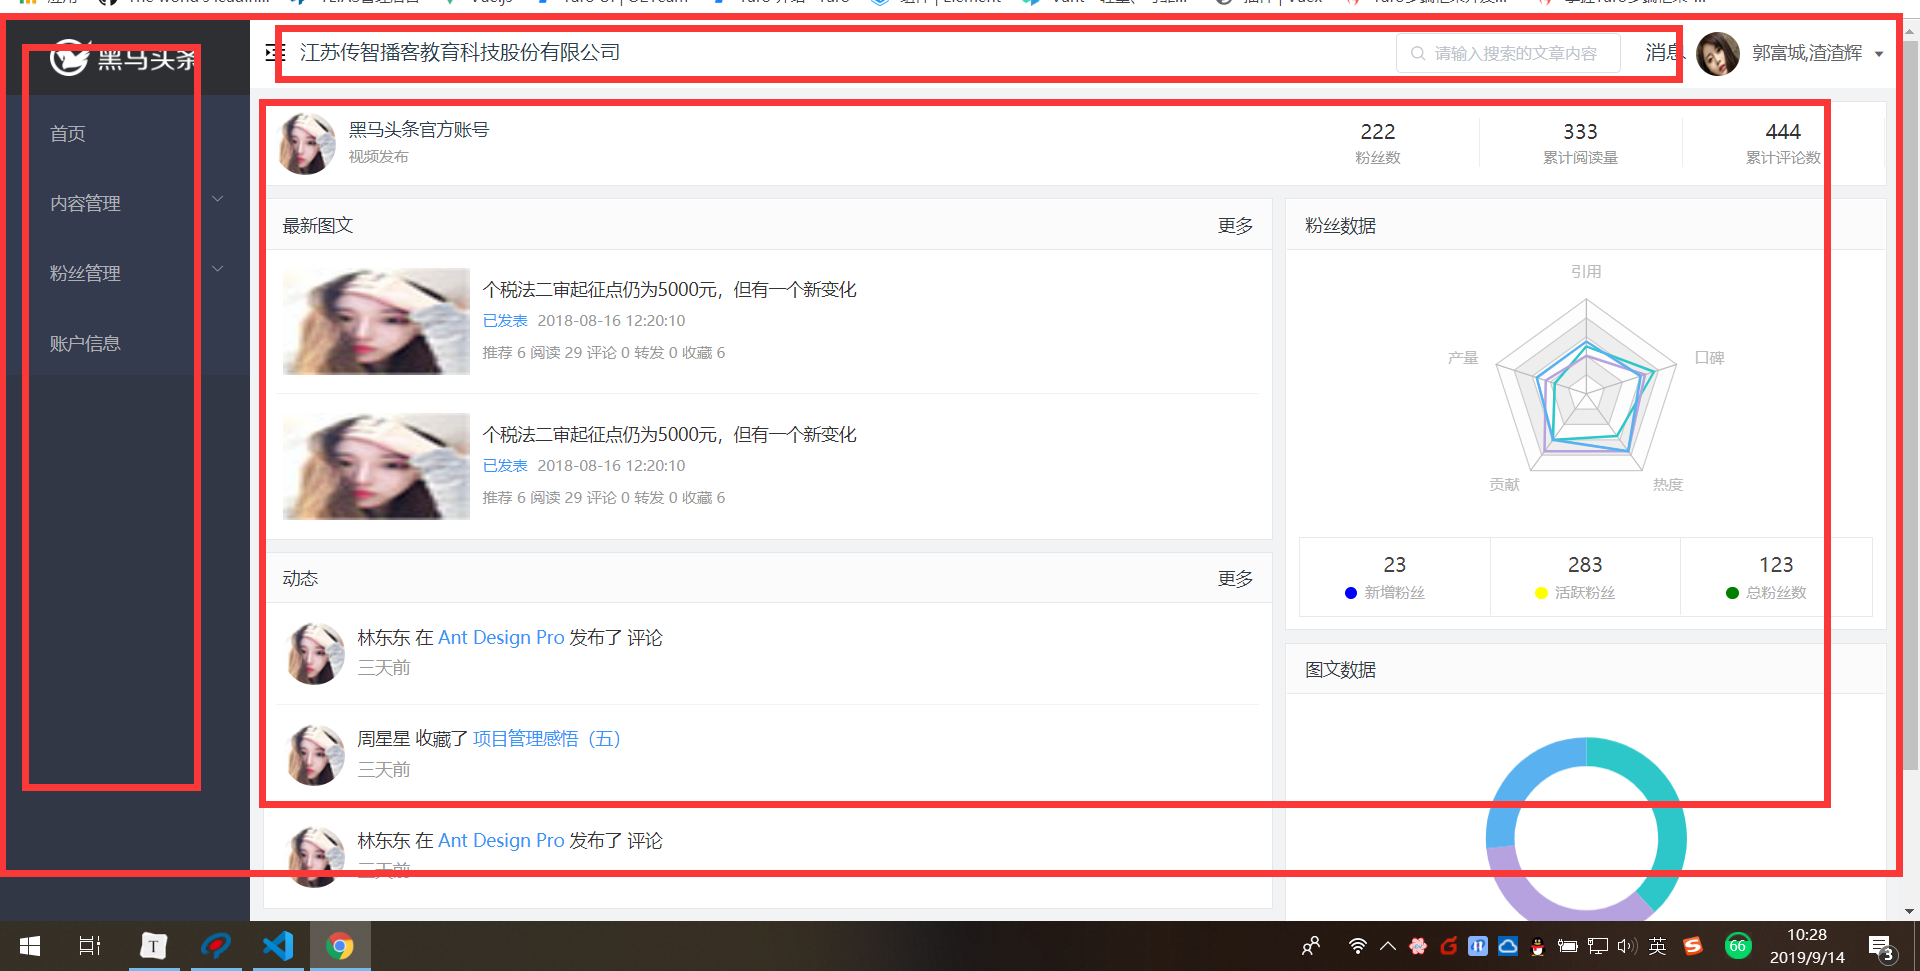 黑马头条
江苏传智播客教育科技股份有限公司
请输入搜索的文章内容
消息
郭富城,渣渣辉
首页
内容管理
粉丝管理
账户信息
黑马头条官方账号
视频发布
222
粉丝数
333
累计阅读量
444
累计评论数
最新图文
更多
个税法二审起征点仍为5000元，但有一个新变化
已发表 2018-08-16 12:20:10
推荐 6 阅读 29 评论 0 转发 0 收藏 6
个税法二审起征点仍为5000元，但有一个新变化
已发表 2018-08-16 12:20:10
推荐 6 阅读 29 评论 0 转发 0 收藏 6
动态
更多
林东东 在 Ant Design Pro 发布了 评论
三天前
周星星 收藏了 项目管理感悟（五）
三天前
林东东 在 Ant Design Pro 发布了 评论
三天前
粉丝数据
引用
产量
口碑
贡献
热度
23
新增粉丝
283
活跃粉丝
123
总粉丝数
图文数据
英
66
10:28
2019/9/14
3